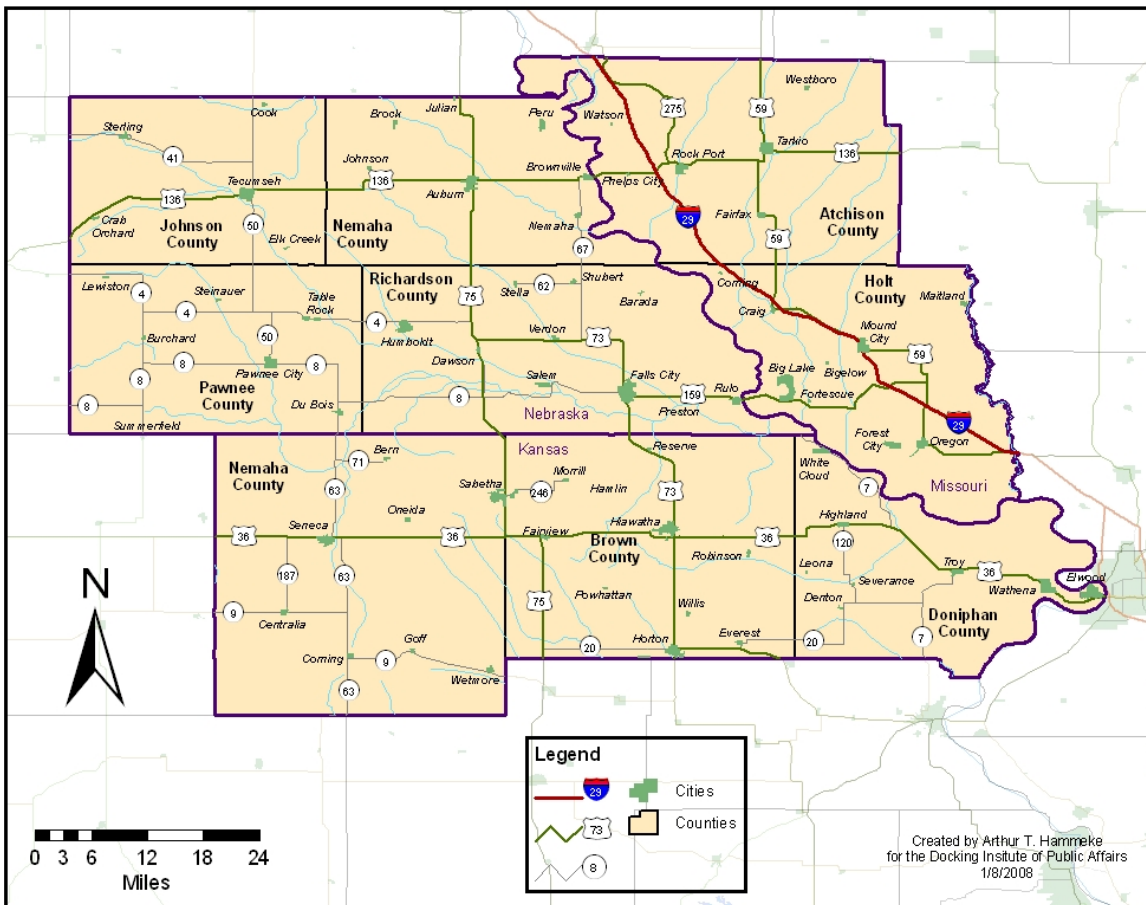 Westboro
Cook
Brock
Julian
Peru
Watson
275
59
Sterling
41
Johnson
136
Brownville
Rock Port
Tarkio
136
Tecumseh
Auburn
Phelps City
136
Crab
Orchard
Johnson
County
50
Nemaha
County
Nemaha
29
Fairfax
Atchison
County
59
Elk Creek
67
Lewiston
4
Steinauer
Table
Rock
Richardson
County
75
Stella
62
Shubert
Barada
Corning
Holt
County
Maitland
4
4
Craig
Burchard
50
Humboldt
Verdon
73
Mound
City
59
8
8
Pawnee City
Dawson
8
Pawnee
County
Salem
Falls City
Big Lake
Bigelow
8
Du Bois
8
159
Rulo
Fortescue
Summerfield
Nebraska
Preston
29
Forest
City
Oregon
Nemaha
County
71
Bern
Kansas
Reserve
White
Cloud
Missouri
63
Sabetha
246
Morrill
Hamlin
73
7
Oneida
Highland
Seneca
Hiawatha
36
36
Fairview
Brown
County
36
120
Robinson
Troy
187
63
Leona
Severance
36
Elwood
Wathena
75
Powhattan
Willis
Denton
9
Centralia
Doniphan
County
Goff
20
Horton
Everest
20
7
Corning
9
Wetmore
63
N
Legend
29
Cities
73
Counties
8
0 3 6 12 18 24
Miles
Created by Arthur T. Hammeke
for the Docking Insitute of Public Affairs
1/8/2008